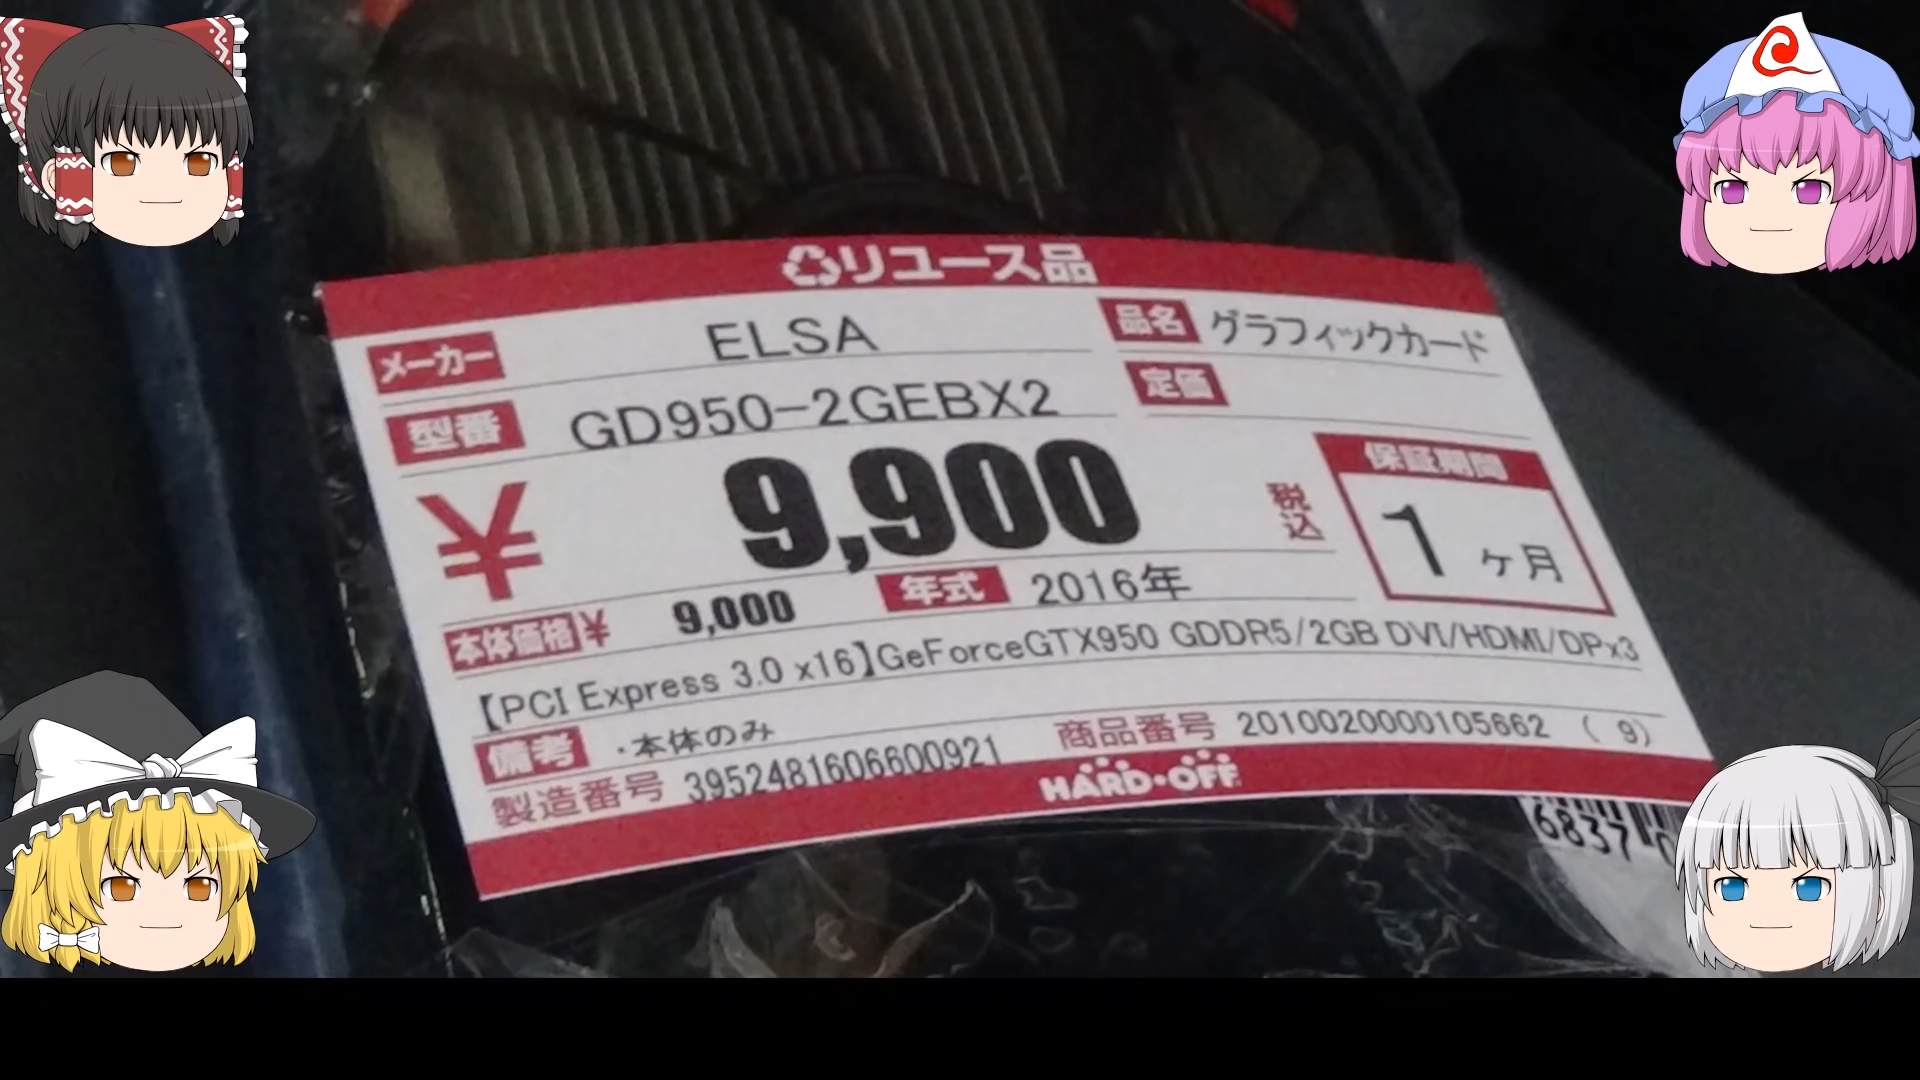 リユース品
メーカー ELSA 品名 グラフィックカード
型番 GD950-2GEBX2 定価
¥ 9,900 税込 保証期間 1ヶ月
本体価格¥ 9,000 年式 2016年
【PCI Express 3.0 x16】GeForceGTX950 GDDR5/2GB DVI/HDMI/DPx3
備考 ・本体のみ 商品番号 2010020000105662 ( 9)
製造番号 3952481606600921
HARD・OFF
6837